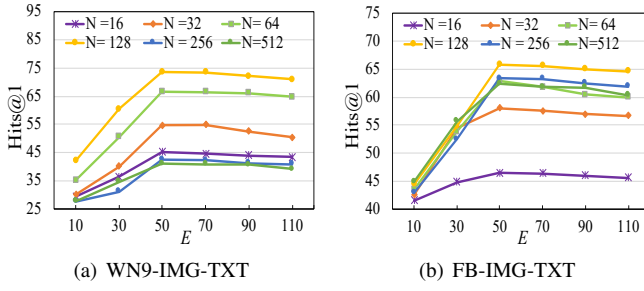 N =16 N =32 N= 64
N= 128 N = 256 N=512
Hits@1
95
85
75
65
55
45
35
25
10 30 50 70 90 110
E
(a) WN9-IMG-TXT
N =16 N =32 N= 64
N= 128 N = 256 N=512
Hits@1
75
70
65
60
55
50
45
40
10 30 50 70 90 110
E
(b) FB-IMG-TXT